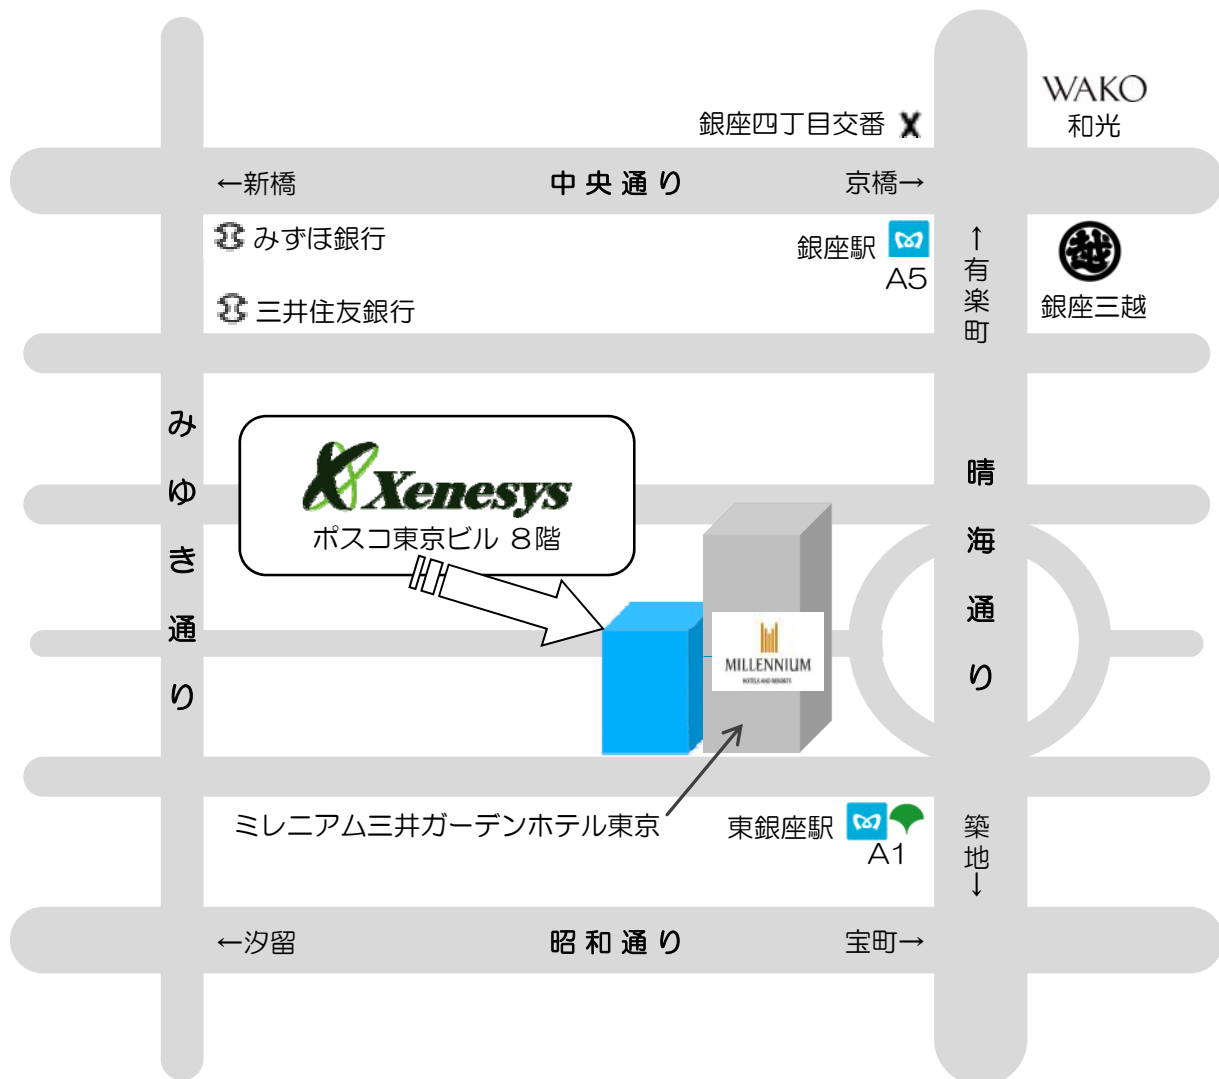 WAKO
和光
銀座四丁目交番
←新橋
中央通り
京橋→
みずほ銀行
銀座駅
A5
↑有楽町
越
銀座三越
三井住友銀行
みゆき通り
晴海通り
Xenesys
ポスコ東京ビル 8階
MILLENNIUM
HOTELS AND RESORTS
ミレニアム三井ガーデンホテル東京
東銀座駅
A1
築地↓
←汐留
昭和通り
宝町→